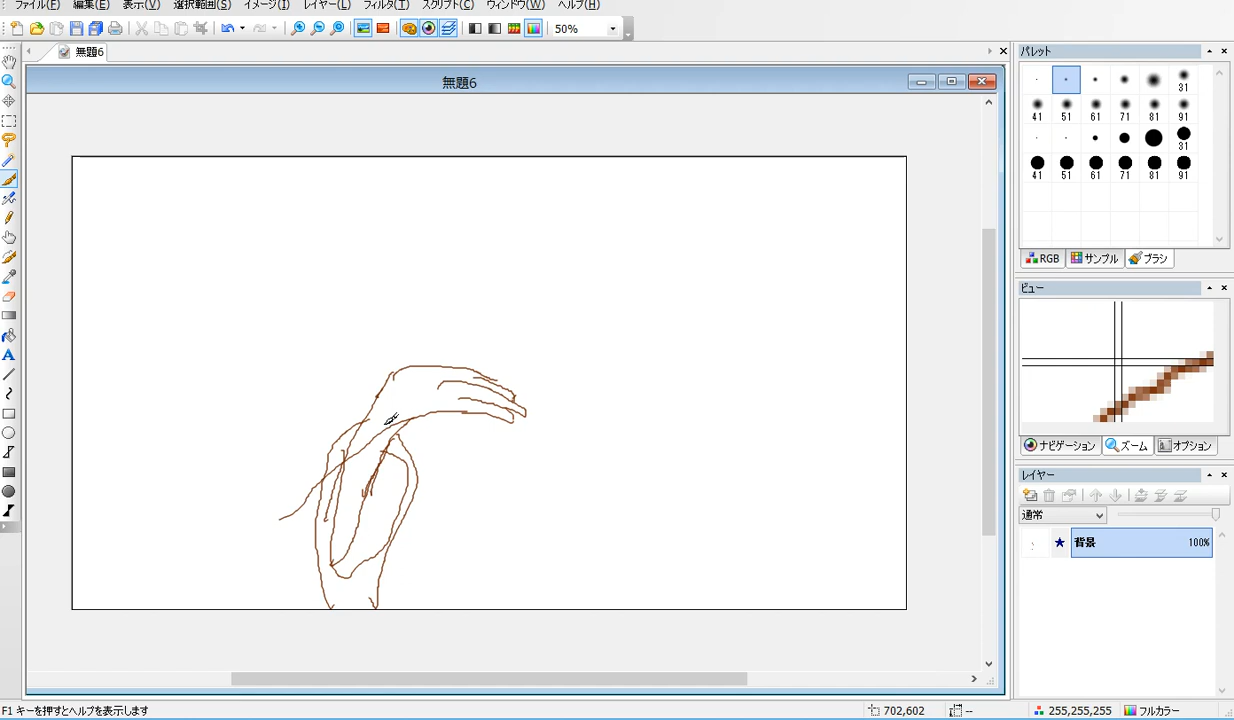 ファイル(F) 編集(E) 表示(V) 選択範囲(S) イメージ(I) レイヤー(L) フィルタ(T) スクリプト(C) ウィンドウ(W) ヘルプ(H)
50%
無題6
無題6
パレット
31
41 51 61 71 81 91
31
41 51 61 71 81 91
RGB サンプル ブラシ
ビュー
ナビゲーション ズーム オプション
レイヤー
通常
背景 100%
F1 キーを押すとヘルプを表示します 702,602 -- 255,255,255 フルカラー